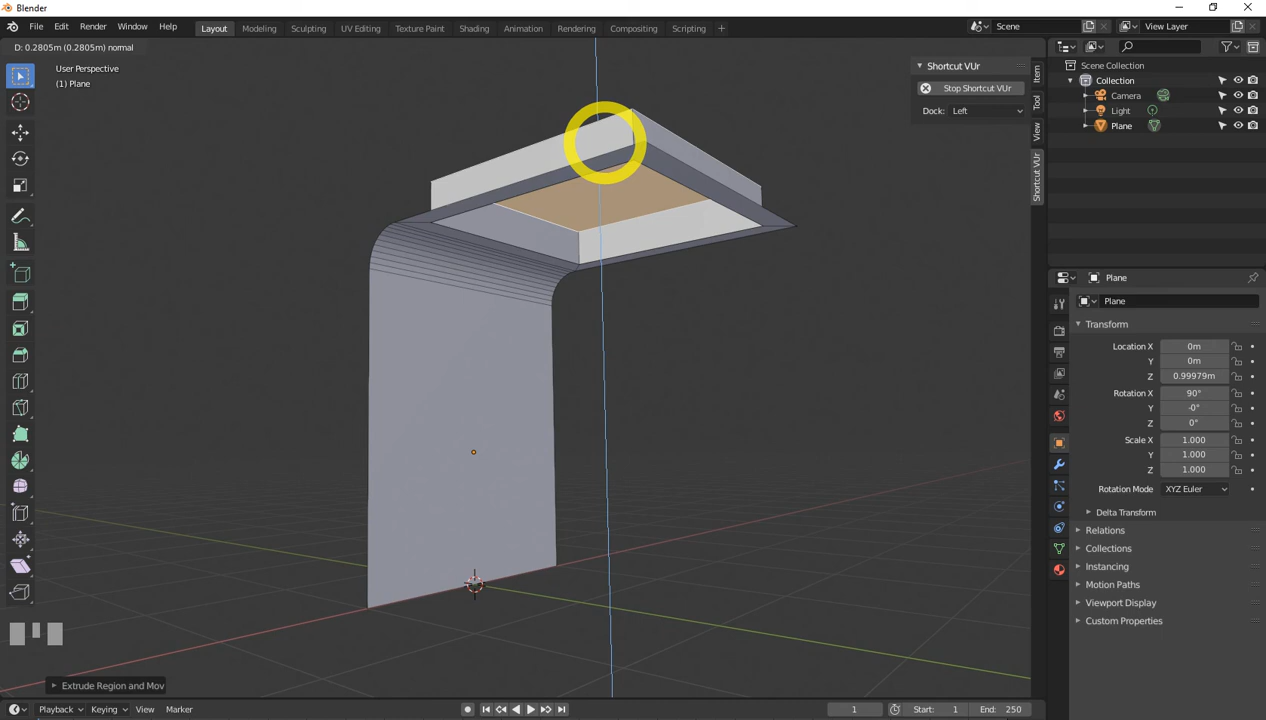 Blender
File Edit Render Window Help Layout Modeling Sculpting UV Editing Texture Paint Shading Animation Rendering Compositing Scripting + Scene View Layer
D: 0.2805m (0.2805m) normal
User Perspective
(1) Plane
Shortcut VUr
Stop Shortcut VUr
Dock: Left
Item
Tool
View
Shortcut VUr
Scene Collection
Collection
Camera
Light
Plane
Plane
Plane
Transform
Location X 0m
Y 0m
Z 0.99979m
Rotation X 90°
Y -0°
Z 0°
Scale X 1.000
Y 1.000
Z 1.000
Rotation Mode XYZ Euler
Delta Transform
Relations
Collections
Instancing
Motion Paths
Viewport Display
Custom Properties
Extrude Region and Mov
Playback Keying View Marker 1 Start: 1 End: 250